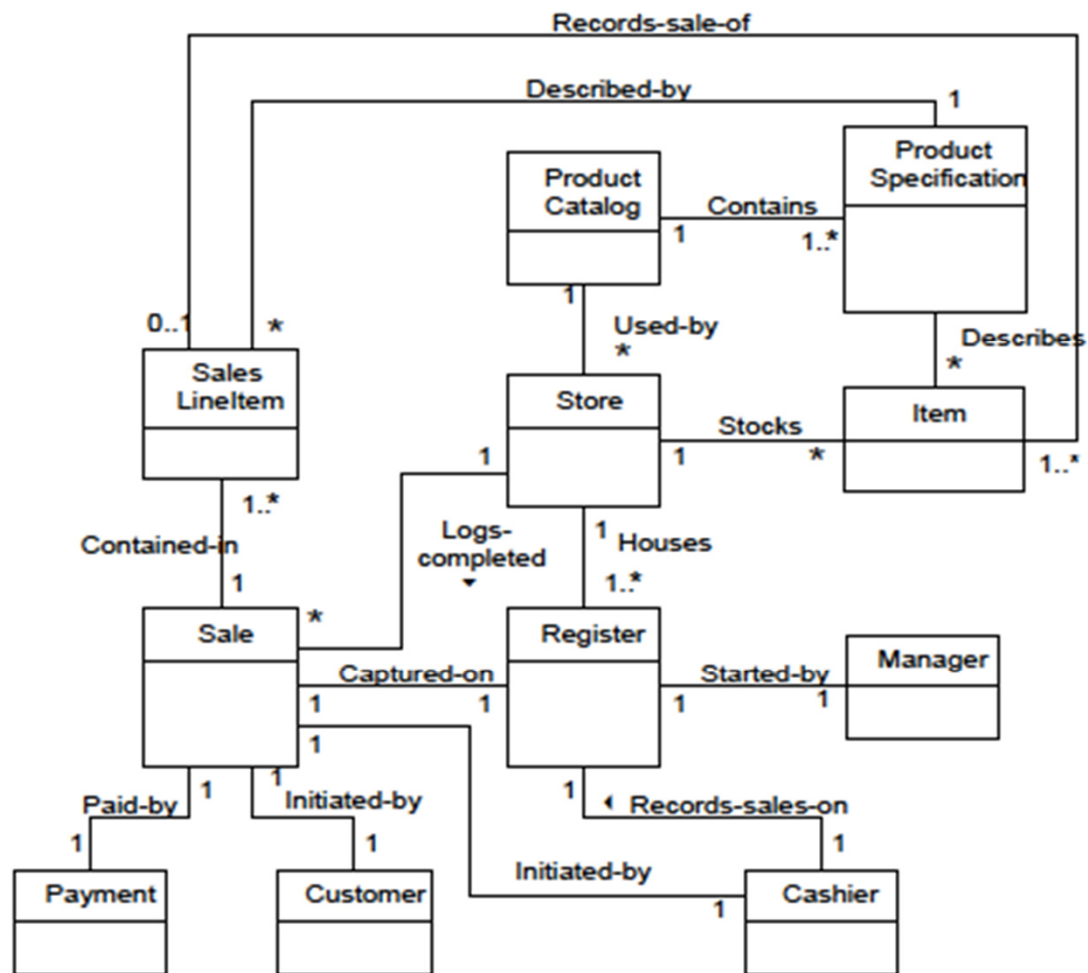 Records-sale-of
Described-by
1
Product
Specification
Product
Catalog
Contains
1
1..*
1
0..1
*
Used-by
*
Describes
*
Sales
LineItem
Store
Item
Stocks
1
1
*
1..*
1..*
Logs-
completed
1
Houses
Contained-in
1
1..*
Sale
*
Register
Manager
Captured-on
Started-by
1
1
1
1
1
1
1
1
Paid-by
Initiated-by
Records-sales-on
1
1
1
1
Initiated-by
Payment
Customer
Cashier
1